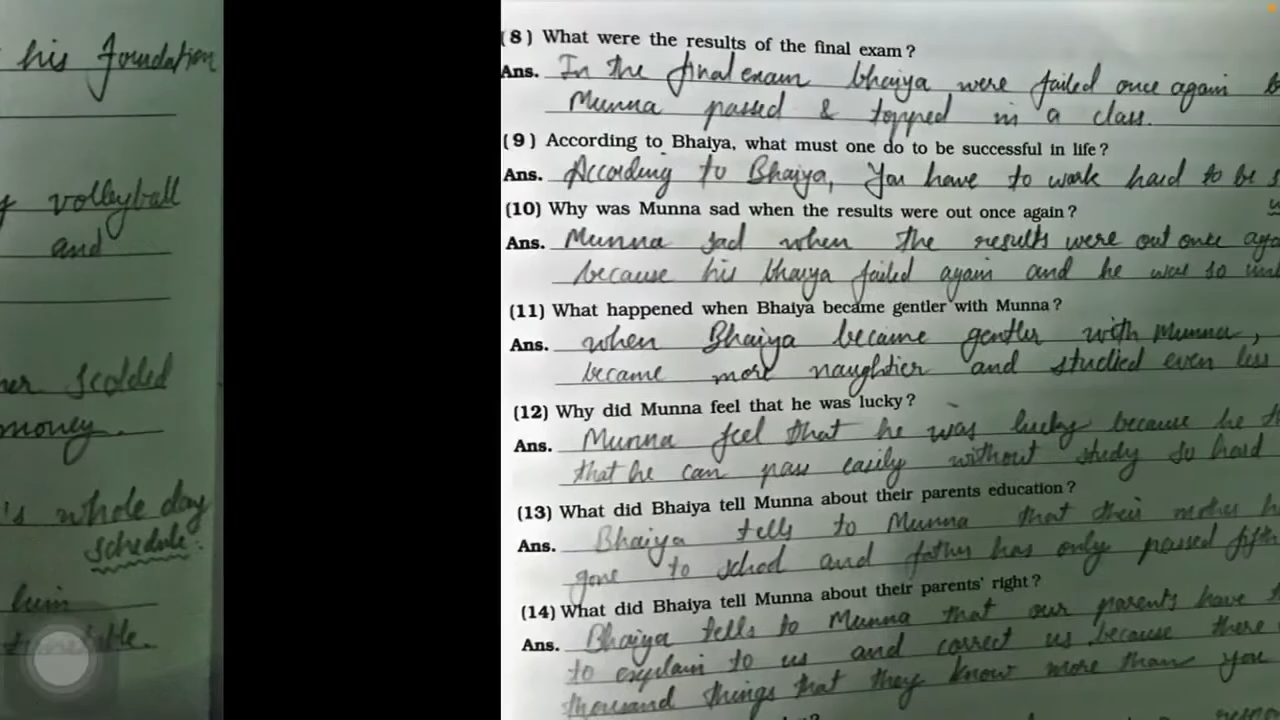 his foundation
volleyball
and
scolded
money.
's whole day
schedule.
him
(8) What were the results of the final exam?
Ans. In the final exam bhaiya were failed once again
Munna passed & topped in a class.
(9) According to Bhaiya, what must one do to be successful in life?
Ans. According to Bhaiya, You have to work hard to be
(10) Why was Munna sad when the results were out once again?
Ans. Munna sad when the results were out once
because his bhaiya failed again and he was so
(11) What happened when Bhaiya became gentler with Munna?
Ans. when Bhaiya became gentler with Munna,
became more naughtier and studied even less
(12) Why did Munna feel that he was lucky?
Ans. Munna feel that he was lucky because he
that he can pass easily without study so hard
(13) What did Bhaiya tell Munna about their parents education?
Ans. Bhaiya tells to Munna that their mother
gone to school and father has only passed fifth
(14) What did Bhaiya tell Munna about their parents' right?
Ans. Bhaiya tells to Munna that our parents have
to explain to us and correct us because there
thousand things that they know more than you